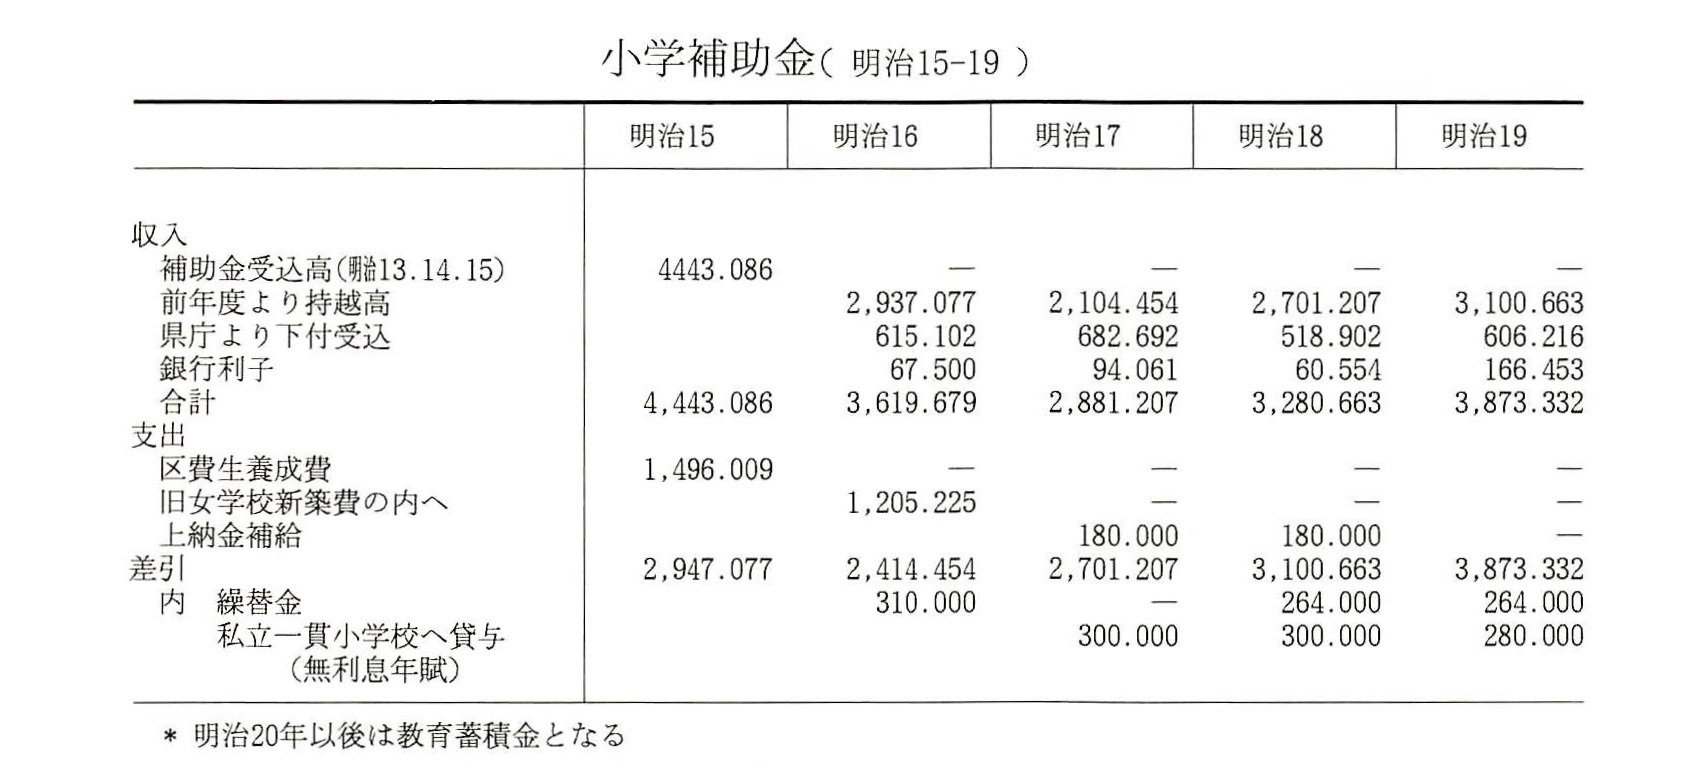 小学補助金( 明治15-19 )
明治15 明治16 明治17 明治18 明治19
収入
補助金受込高(明治13.14.15) 4443.086 — — — —
前年度より持越高 2,937.077 2,104.454 2,701.207 3,100.663
県庁より下付受込 615.102 682.692 518.902 606.216
銀行利子 67.500 94.061 60.554 166.453
合計 4,443.086 3,619.679 2,881.207 3,280.663 3,873.332
支出
区費生養成費 1,496.009 — — — —
旧女学校新築費の内へ 1,205.225 — — —
上納金補給 180.000 180.000 —
差引 2,947.077 2,414.454 2,701.207 3,100.663 3,873.332
内 繰替金 310.000 — 264.000 264.000
私立一貫小学校へ貸与 300.000 300.000 280.000
(無利息年賦)
* 明治20年以後は教育蓄積金となる